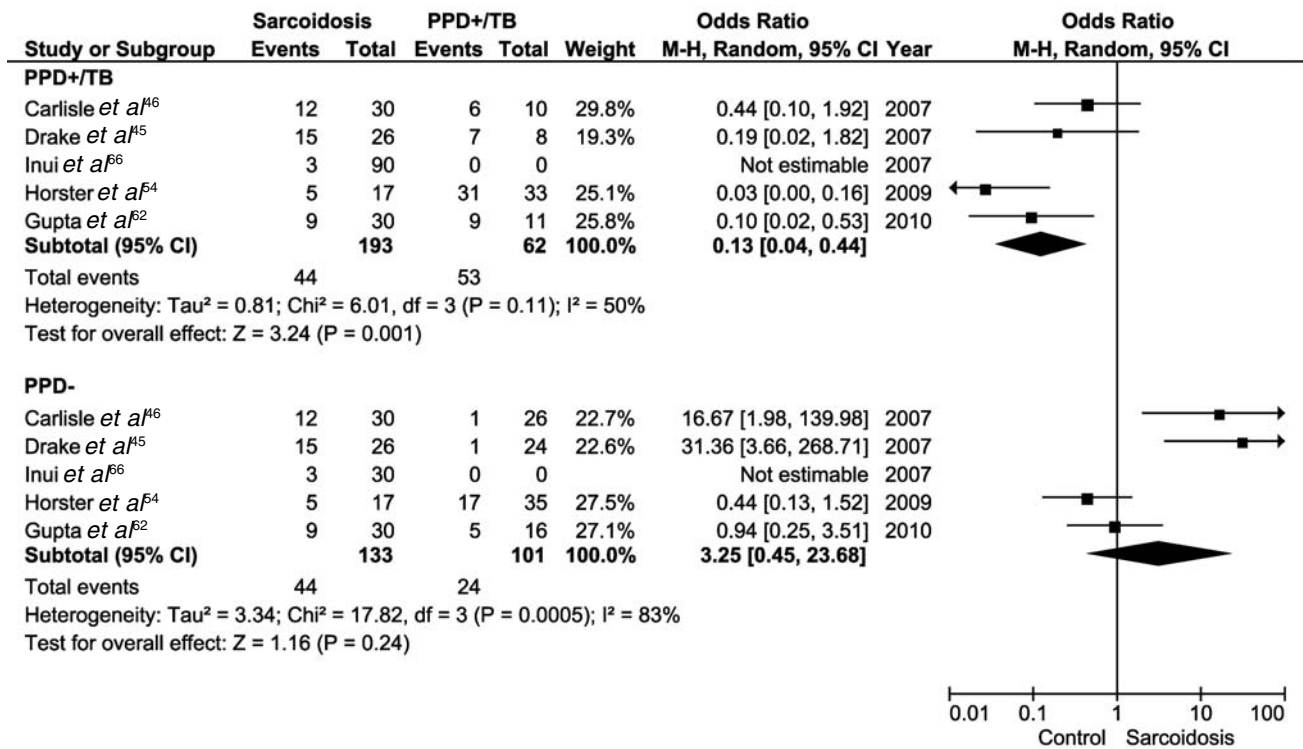 Sarcoidosis PPD+/TB Odds Ratio Odds Ratio
Study or Subgroup Events Total Events Total Weight M-H, Random, 95% CI Year M-H, Random, 95% CI
PPD+/TB
Carlisle et al46 12 30 6 10 29.8% 0.44 [0.10, 1.92] 2007
Drake et al45 15 26 7 8 19.3% 0.19 [0.02, 1.82] 2007
Inui et al66 3 90 0 0 Not estimable 2007
Horster et al54 5 17 31 33 25.1% 0.03 [0.00, 0.16] 2009
Gupta et al62 9 30 9 11 25.8% 0.10 [0.02, 0.53] 2010
Subtotal (95% CI) 193 62 100.0% 0.13 [0.04, 0.44]
Total events 44 53
Heterogeneity: Tau² = 0.81; Chi² = 6.01, df = 3 (P = 0.11); I² = 50%
Test for overall effect: Z = 3.24 (P = 0.001)
PPD-
Carlisle et al46 12 30 1 26 22.7% 16.67 [1.98, 139.98] 2007
Drake et al45 15 26 1 24 22.6% 31.36 [3.66, 268.71] 2007
Inui et al66 3 30 0 0 Not estimable 2007
Horster et al54 5 17 17 35 27.5% 0.44 [0.13, 1.52] 2009
Gupta et al62 9 30 5 16 27.1% 0.94 [0.25, 3.51] 2010
Subtotal (95% CI) 133 101 100.0% 3.25 [0.45, 23.68]
Total events 44 24
Heterogeneity: Tau² = 3.34; Chi² = 17.82, df = 3 (P = 0.0005); I² = 83%
Test for overall effect: Z = 1.16 (P = 0.24)
0.01 0.1 1 10 100
Control Sarcoidosis